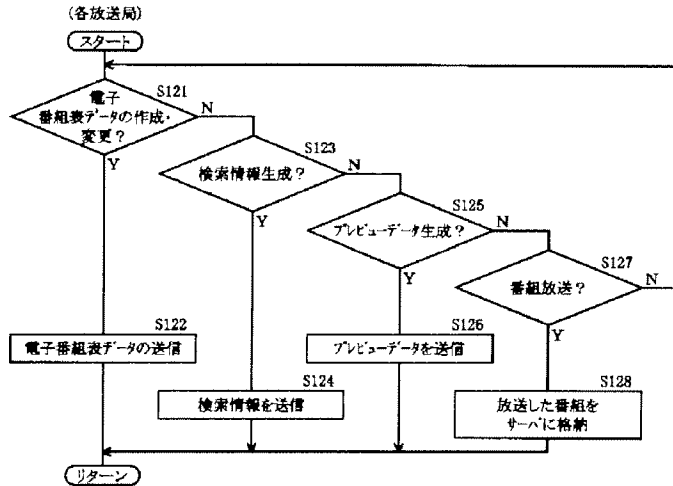 (各放送局)
スタート
S121
電子
番組表データの作成・
変更？
N
Y
S123
検索情報生成？
N
Y
S125
プレビューデータ生成？
N
Y
S127
番組放送？
N
Y
S122
電子番組表データの送信
S126
プレビューデータを送信
S124
検索情報を送信
S128
放送した番組を
サーバに格納
リターン